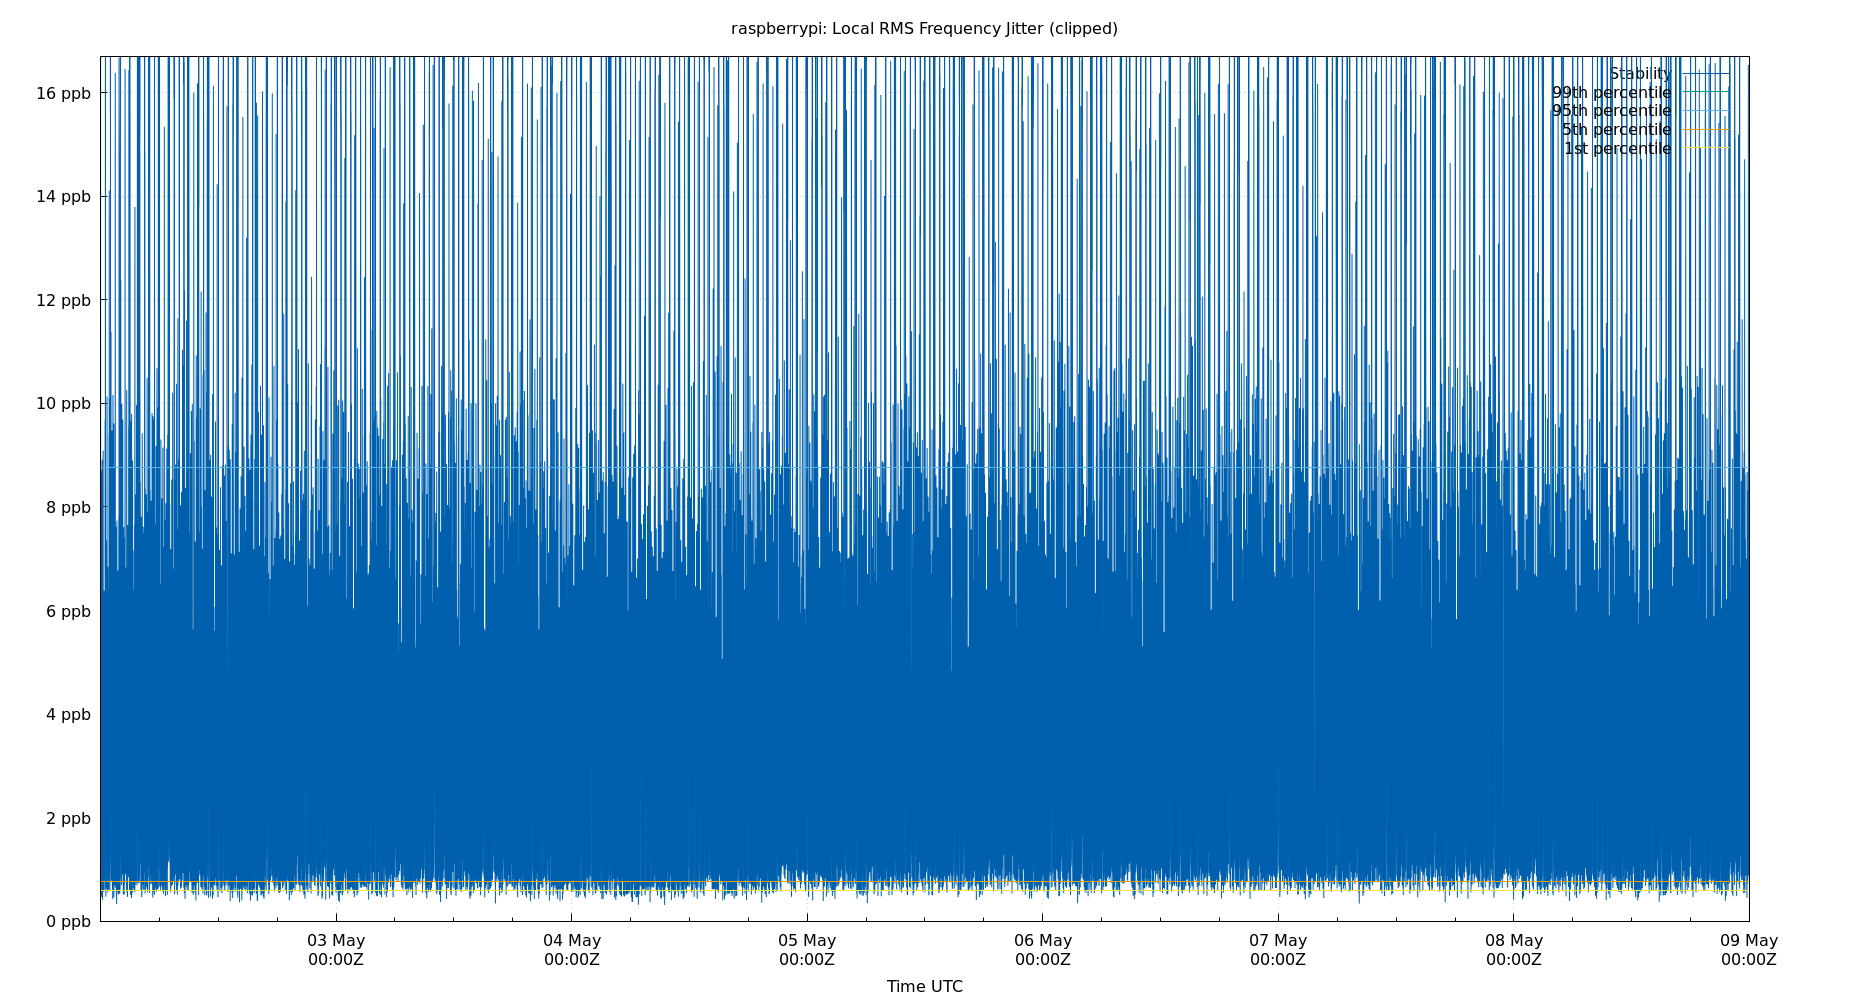 raspberrypi: Local RMS Frequency Jitter (clipped)
16 ppb
14 ppb
12 ppb
10 ppb
8 ppb
6 ppb
4 ppb
2 ppb
0 ppb
Stability
99th percentile
95th percentile
5th percentile
1st percentile
03 May
00:00Z
04 May
00:00Z
05 May
00:00Z
06 May
00:00Z
07 May
00:00Z
08 May
00:00Z
09 May
00:00Z
Time UTC